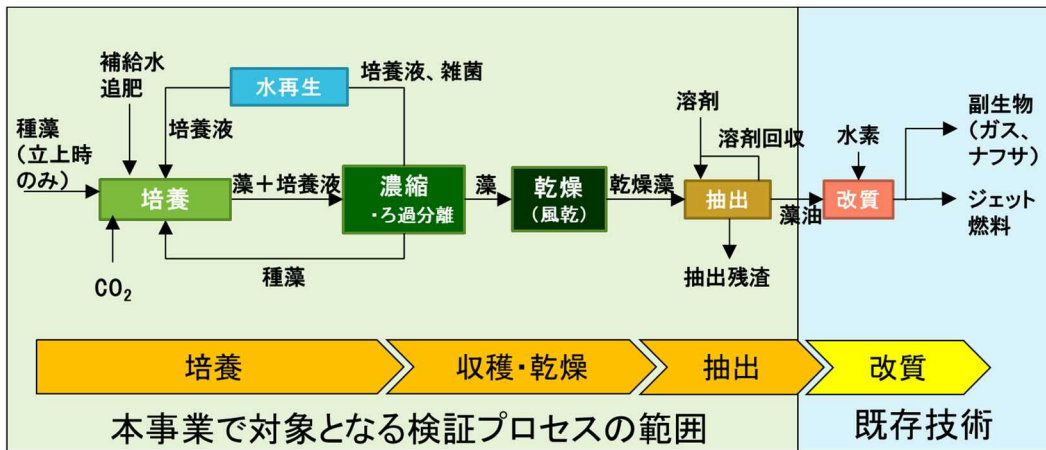 補給水
追肥
水再生
培養液、雑菌
種藻
(立上時
のみ)
培養液
培養
藻＋培養液
濃縮
・ろ過分離
藻
乾燥
(風乾)
乾燥藻
溶剤
溶剤回収
抽出
藻油
水素
改質
副生物
(ガス、
ナフサ)
ジェット
燃料
CO₂
種藻
抽出残渣
培養
収穫・乾燥
抽出
改質
本事業で対象となる検証プロセスの範囲
既存技術